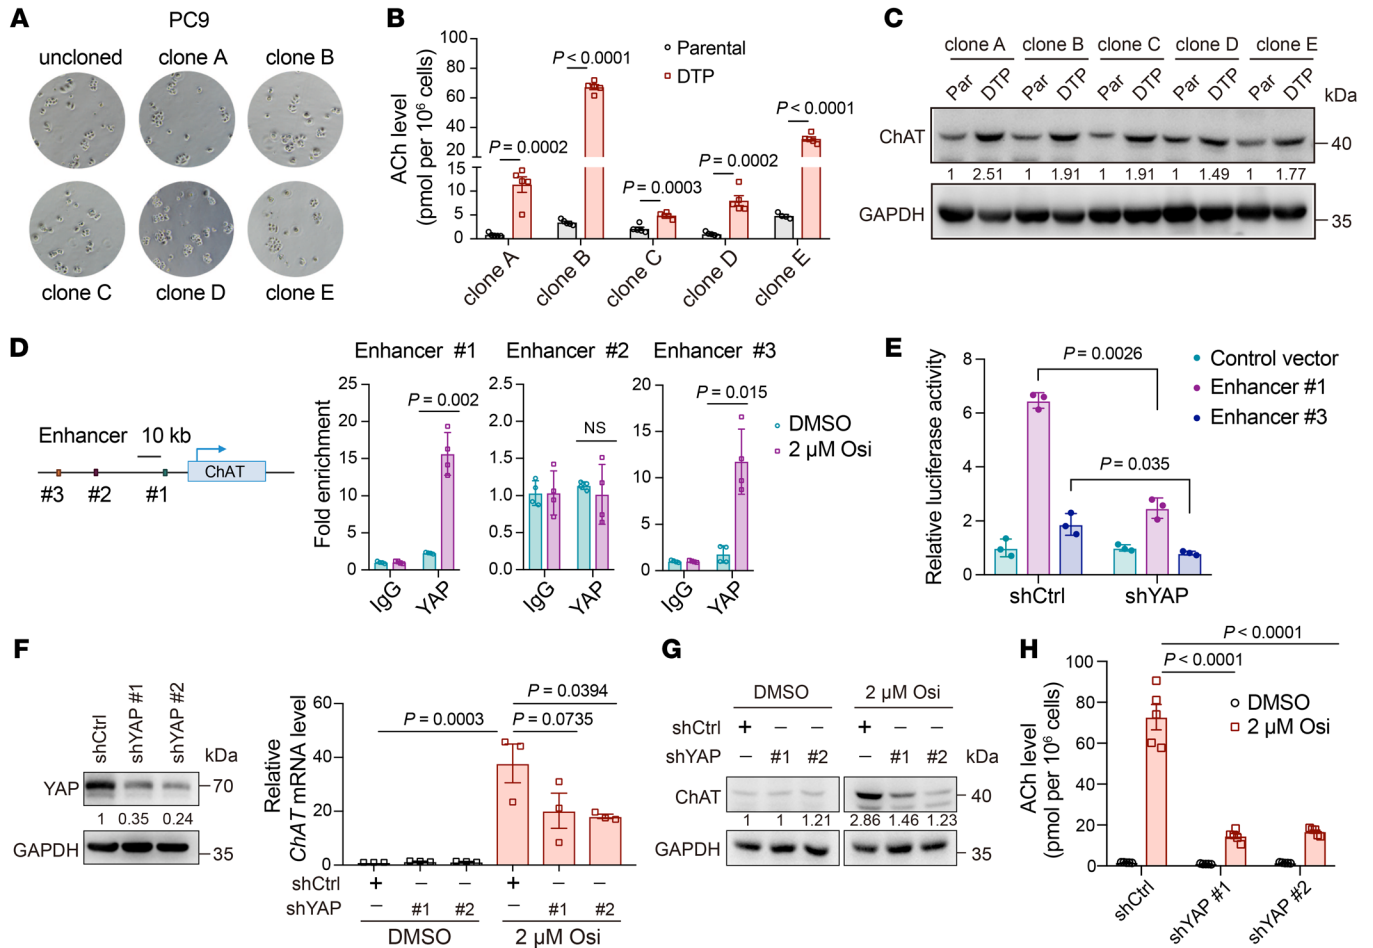 A
PC9
uncloned
clone A
clone B
clone C
clone D
clone E
B
ACh level
(pmol per 10⁶ cells)
100
80
60
40
20
15
10
5
0
Parental
DTP
P = 0.0002
P < 0.0001
P = 0.0003
P = 0.0002
P < 0.0001
clone A
clone B
clone C
clone D
clone E
C
clone A clone B clone C clone D clone E
Par DTP Par DTP Par DTP Par DTP Par DTP
kDa
ChAT
40
1 2.51 1 1.91 1 1.91 1 1.49 1 1.77
GAPDH
35
D
Enhancer 10 kb
ChAT
#3 #2 #1
Enhancer #1
Fold enrichment
25
20
15
10
5
0
P = 0.002
IgG
YAP
Enhancer #2
2.5
2.0
1.5
1.0
0.5
0.0
NS
IgG
YAP
Enhancer #3
20
15
10
5
0
P = 0.015
IgG
YAP
DMSO
2 μM Osi
E
Relative luciferase activity
8
6
4
2
0
P = 0.0026
P = 0.035
shCtrl
shYAP
Control vector
Enhancer #1
Enhancer #3
F
shCtrl
shYAP #1
shYAP #2
kDa
YAP
70
1 0.35 0.24
GAPDH
35
Relative
ChAT mRNA level
60
40
20
0
P = 0.0394
P = 0.0003
P = 0.0735
shCtrl + – – + – –
shYAP – #1 #2 – #1 #2
DMSO
2 μM Osi
G
DMSO 2 μM Osi
shCtrl + – – + – –
shYAP – #1 #2 – #1 #2 kDa
ChAT
40
1 1 1.21 2.86 1.46 1.23
GAPDH
35
H
ACh level
(pmol per 10⁶ cells)
100
80
60
40
20
0
P < 0.0001
P < 0.0001
DMSO
2 μM Osi
shCtrl
shYAP #1
shYAP #2